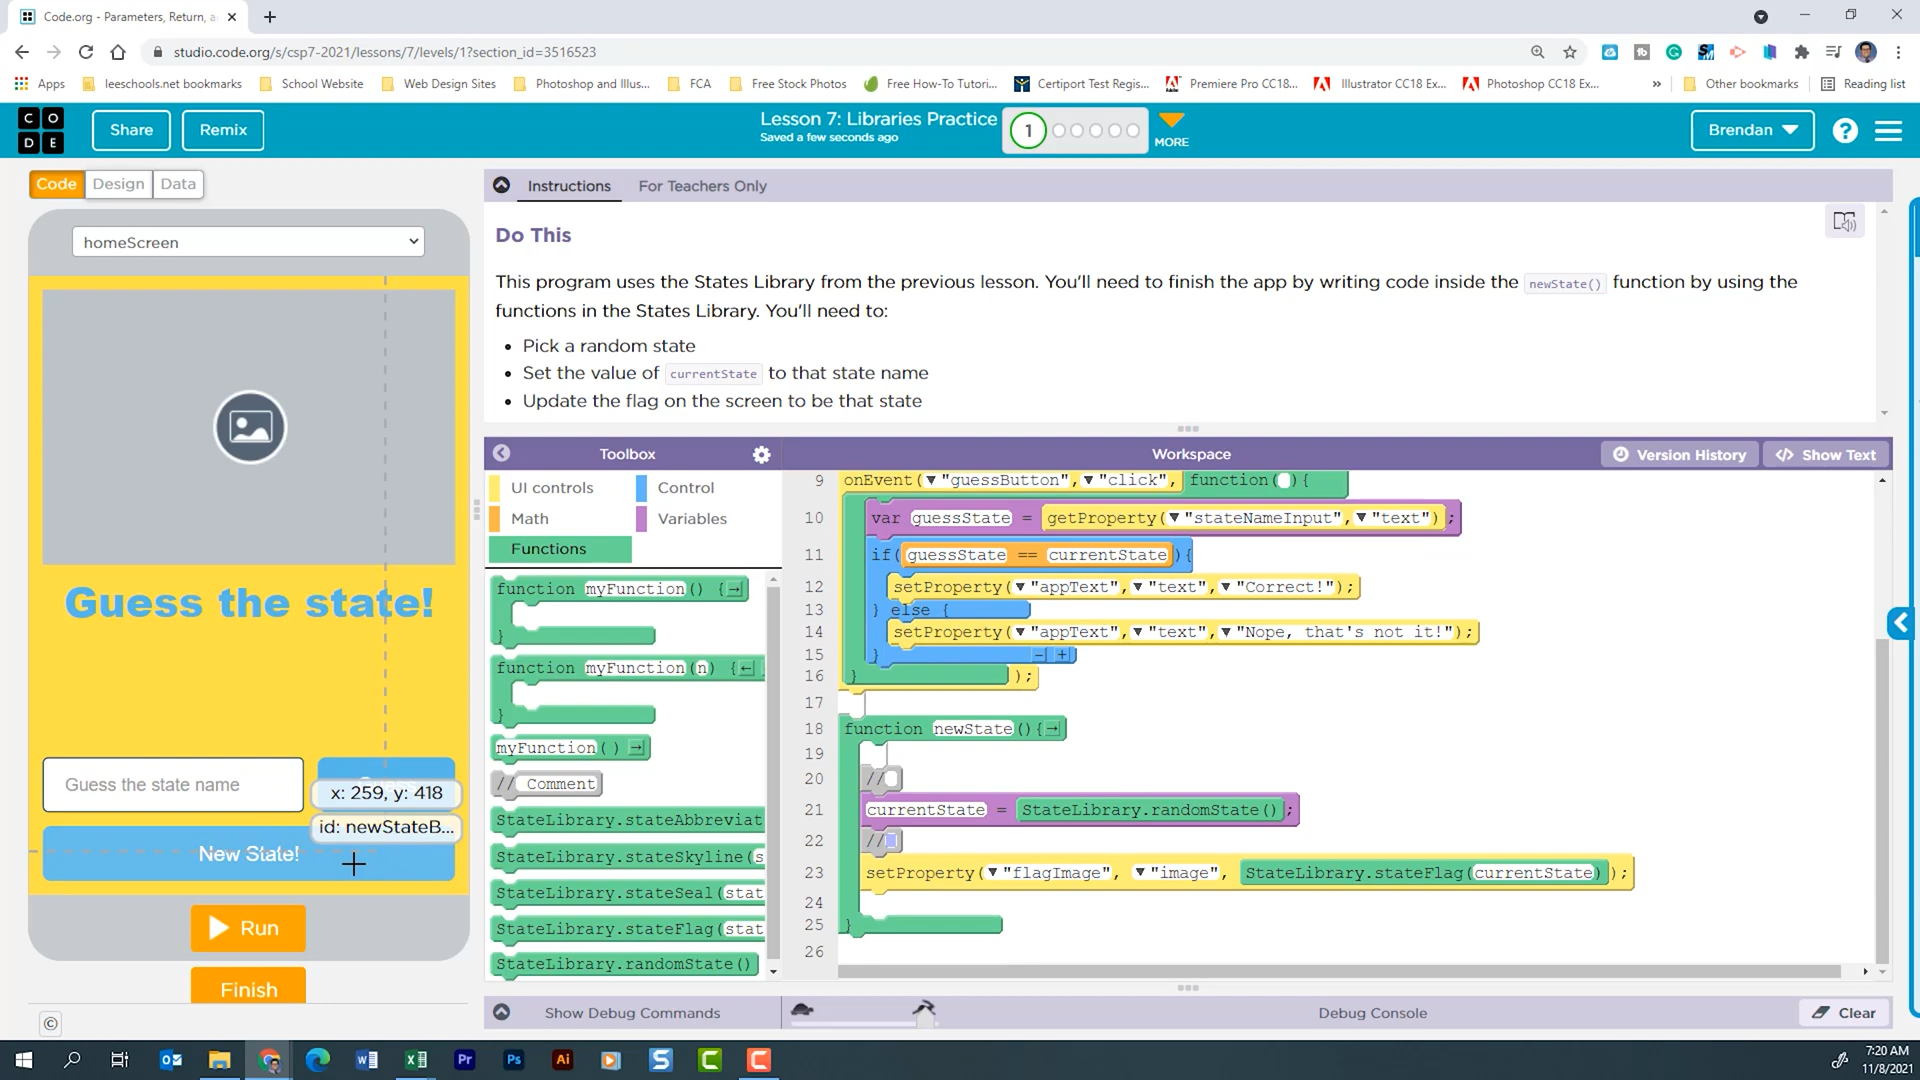 Code.org - Parameters, Return, a
studio.code.org/s/csp7-2021/lessons/7/levels/1?section_id=3516523
Apps
leeschools.net bookmarks
School Website
Web Design Sites
Photoshop and Illus...
FCA
Free Stock Photos
Free How-To Tutori...
Certiport Test Regis...
Premiere Pro CC18...
Illustrator CC18 Ex...
Photoshop CC18 Ex...
»
Other bookmarks
Reading list
CODE
Share
Remix
Lesson 7: Libraries Practice
Saved a few seconds ago
1
MORE
Brendan
?
Code
Design
Data
homeScreen
Guess the state!
Guess the state name
x: 259, y: 418
id: newStateB...
New State!
Run
Finish
©
Instructions
For Teachers Only
Do This
This program uses the States Library from the previous lesson. You'll need to finish the app by writing code inside the newState() function by using the
functions in the States Library. You'll need to:
• Pick a random state
• Set the value of currentState to that state name
• Update the flag on the screen to be that state
Toolbox
Workspace
Version History
</> Show Text
UI controls
Control
Math
Variables
Functions
function myFunction() {
}
function myFunction(n) {
}
myFunction()
// Comment
StateLibrary.stateAbbreviat
StateLibrary.stateSkyline(s
StateLibrary.stateSeal(stat
StateLibrary.stateFlag(stat
StateLibrary.randomState()
9 onEvent("guessButton", "click", function( ){
10 var guessState = getProperty("stateNameInput", "text");
11 if(guessState == currentState){
12 setProperty("appText", "text", "Correct!");
13 } else {
14 setProperty("appText", "text", "Nope, that's not it!");
15 } - +
16 } );
17
18 function newState(){
19
20 //
21 currentState = StateLibrary.randomState();
22 //
23 setProperty("flagImage", "image", StateLibrary.stateFlag(currentState));
24
25 }
26
Show Debug Commands
Debug Console
Clear
7:20 AM
11/8/2021